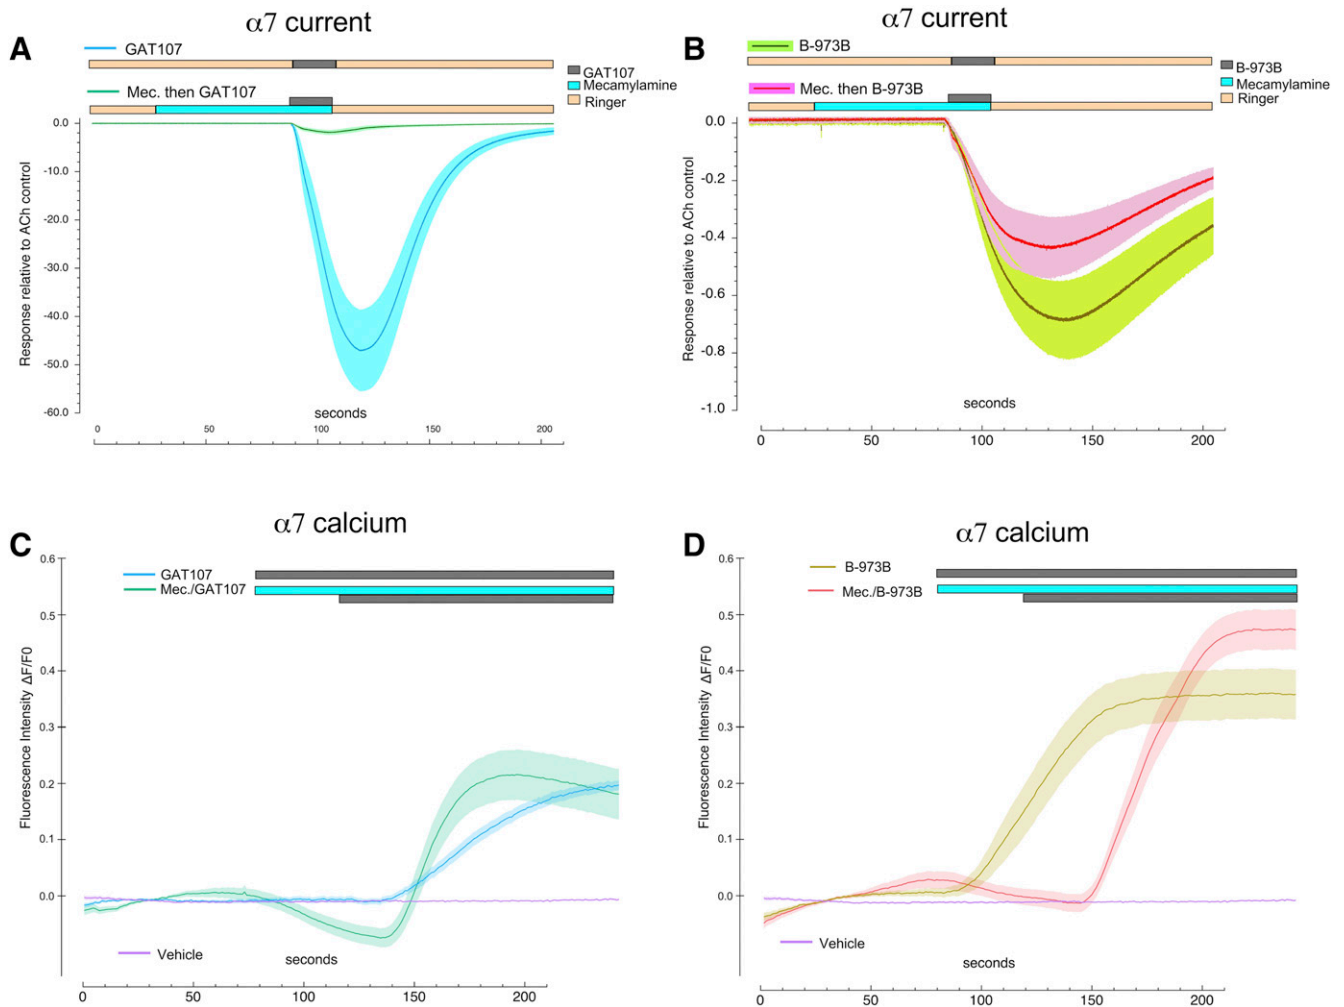 A
α7 current
GAT107
Mec. then GAT107
GAT107
Mecamylamine
Ringer
Response relative to ACh control
0.0
-10.0
-20.0
-30.0
-40.0
-50.0
-60.0
seconds
0 50 100 150 200
B
α7 current
B-973B
Mec. then B-973B
B-973B
Mecamylamine
Ringer
Response relative to ACh control
0.0
-0.2
-0.4
-0.6
-0.8
-1.0
seconds
0 50 100 150 200
C
α7 calcium
GAT107
Mec./GAT107
Fluorescence Intensity ΔF/F0
0.6
0.5
0.4
0.3
0.2
0.1
0.0
Vehicle
seconds
0 50 100 150 200
D
α7 calcium
B-973B
Mec./B-973B
Fluorescence Intensity ΔF/F0
0.6
0.5
0.4
0.3
0.2
0.1
0.0
Vehicle
seconds
0 50 100 150 200